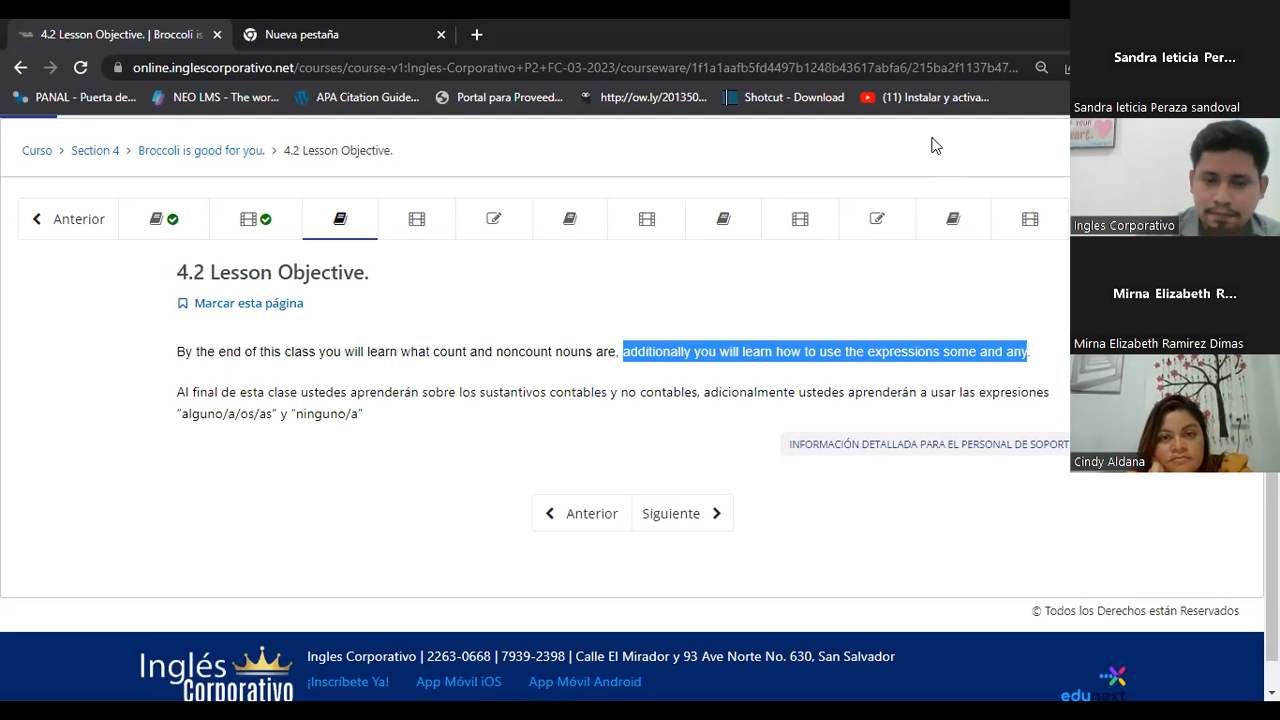 4.2 Lesson Objective. | Broccoli is
Nueva pestaña
online.inglescorporativo.net/courses/course-v1:Ingles-Corporativo+P2+FC-03-2023/courseware/1f1a1aafb5fd4497b1248b43617abfa6/215ba2f1137b47...
PANAL - Puerta de...
NEO LMS - The wor...
APA Citation Guide...
Portal para Proveed...
http://ow.ly/201350...
Shotcut - Download
(11) Instalar y activa...
Curso > Section 4 > Broccoli is good for you. > 4.2 Lesson Objective.
Anterior
4.2 Lesson Objective.
Marcar esta página
By the end of this class you will learn what count and noncount nouns are, additionally you will learn how to use the expressions some and any.
Al final de esta clase ustedes aprenderán sobre los sustantivos contables y no contables, adicionalmente ustedes aprenderán a usar las expresiones
"alguno/a/os/as" y "ninguno/a"
INFORMACIÓN DETALLADA PARA EL PERSONAL DE SOPORT
Anterior
Siguiente
© Todos los Derechos están Reservados
Inglés
Corporativo
Ingles Corporativo | 2263-0668 | 7939-2398 | Calle El Mirador y 93 Ave Norte No. 630, San Salvador
¡Inscríbete Ya!
App Móvil iOS
App Móvil Android
edunext
Sandra leticia Per...
Sandra leticia Peraza sandoval
Ingles Corporativo
Mirna Elizabeth R...
Mirna Elizabeth Ramirez Dimas
Cindy Aldana